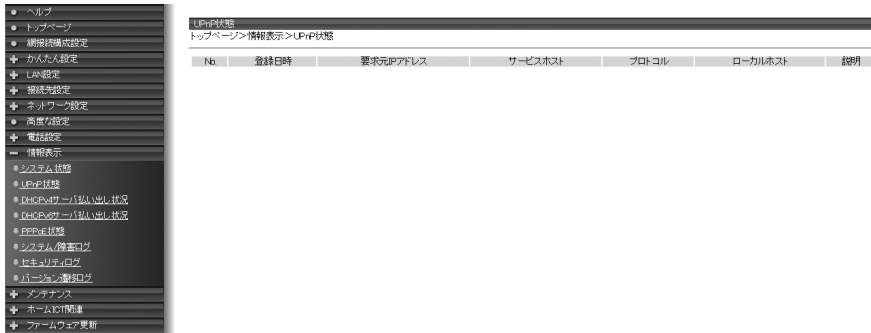 ヘルプ
トップページ
網接続構成設定
かんたん設定
LAN設定
接続先設定
ネットワーク設定
高度な設定
電話設定
情報表示
システム状態
UPnP状態
DHCPv4サーバ払い出し状況
DHCPv6サーバ払い出し状況
PPPoE状態
システム/障害ログ
セキュリティログ
バージョン遷移ログ
メンテナンス
ホームICT関連
ファームウェア更新
UPnP状態
トップページ>情報表示>UPnP状態
No. 登録日時 要求元IPアドレス サービスホスト プロトコル ローカルホスト 説明